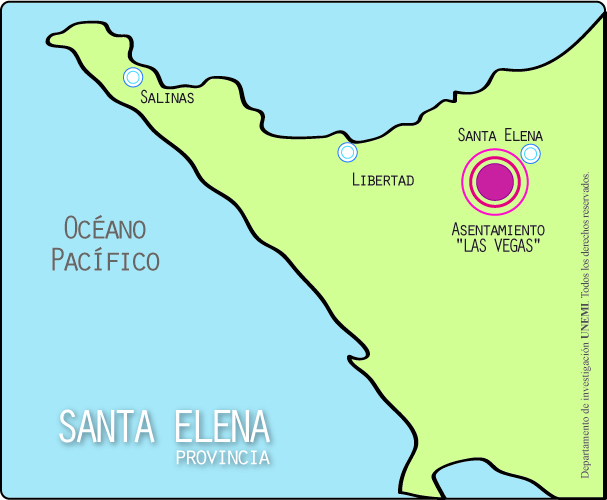 SALINAS
SANTA ELENA
LIBERTAD
ASENTAMIENTO
"LAS VEGAS"
OCÉANO
PACÍFICO
SANTA ELENA
PROVINCIA
Departamento de investigación UNEMI. Todos los derechos reservados.